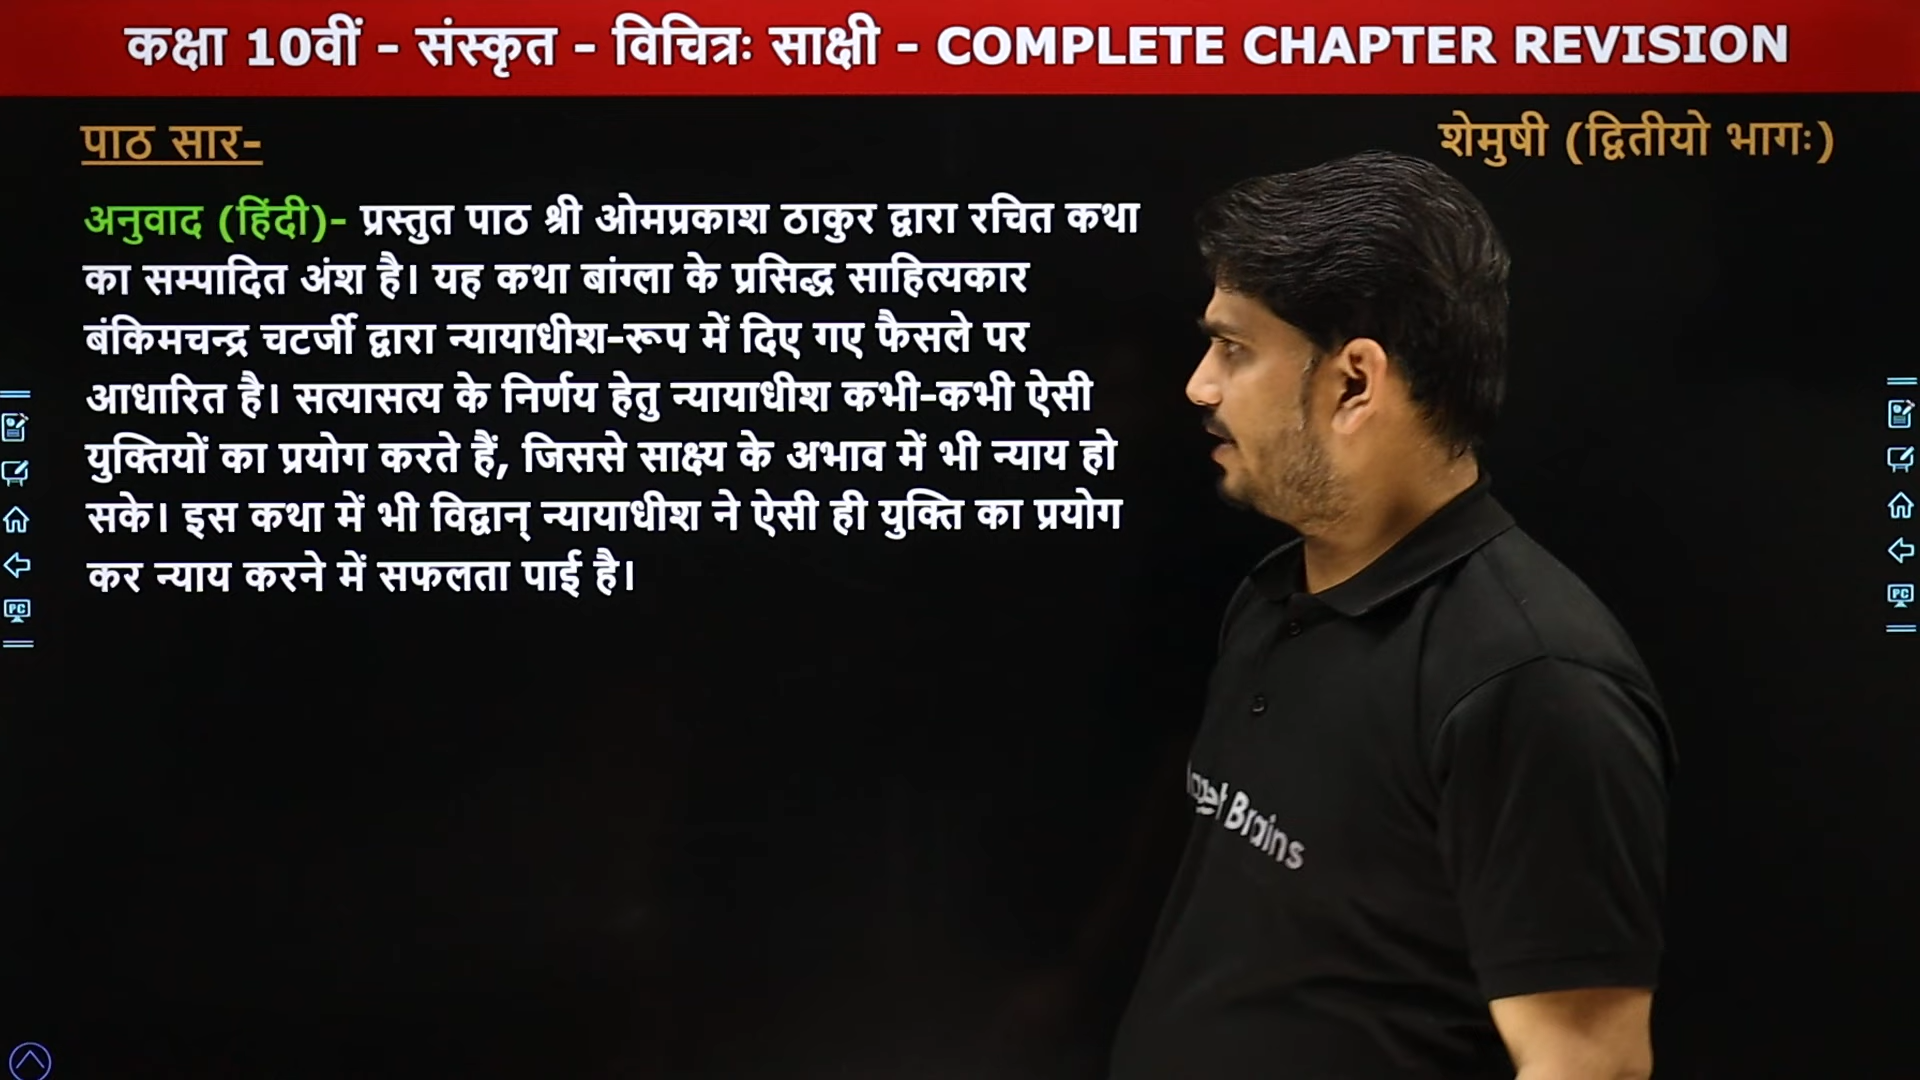 कक्षा 10वीं - संस्कृत - विचित्रः साक्षी - COMPLETE CHAPTER REVISION
पाठ सार-
शेमुषी (द्वितीयो भागः)
अनुवाद (हिंदी)- प्रस्तुत पाठ श्री ओमप्रकाश ठाकुर द्वारा रचित कथा
का सम्पादित अंश है। यह कथा बांग्ला के प्रसिद्ध साहित्यकार
बंकिमचन्द्र चटर्जी द्वारा न्यायाधीश-रूप में दिए गए फैसले पर
आधारित है। सत्यासत्य के निर्णय हेतु न्यायाधीश कभी-कभी ऐसी
युक्तियों का प्रयोग करते हैं, जिससे साक्ष्य के अभाव में भी न्याय हो
सके। इस कथा में भी विद्वान् न्यायाधीश ने ऐसी ही युक्ति का प्रयोग
कर न्याय करने में सफलता पाई है।
PC
PC
Brains